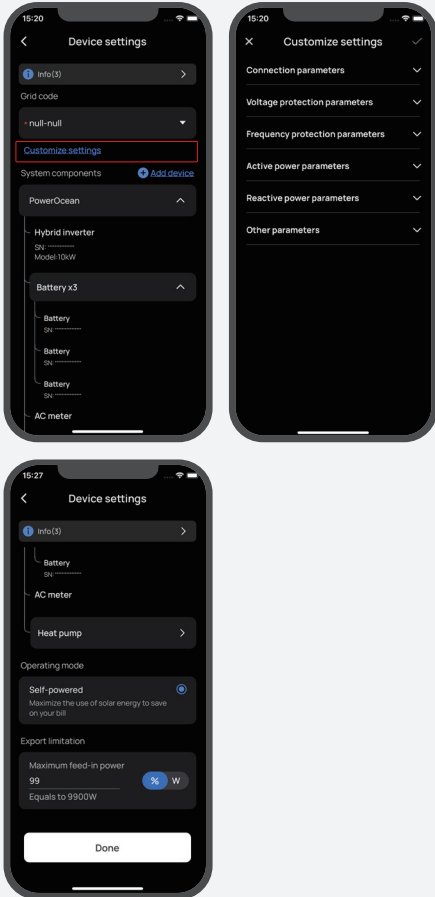 15:20
Device settings
Info(3)
Grid code
• null-null
Customize settings
System components
Add device
PowerOcean
Hybrid inverter
SN: ************
Model:10kW
Battery x3
Battery
SN: ************
Battery
SN: ************
Battery
SN: ************
AC meter
15:20
Customize settings
Connection parameters
Voltage protection parameters
Frequency protection parameters
Active power parameters
Reactive power parameters
Other parameters
15:27
Device settings
Info(3)
Battery
SN: ************
AC meter
Heat pump
Operating mode
Self-powered
Maximize the use of solar energy to save
on your bill
Export limitation
Maximum feed-in power
99
% W
Equals to 9900W
Done